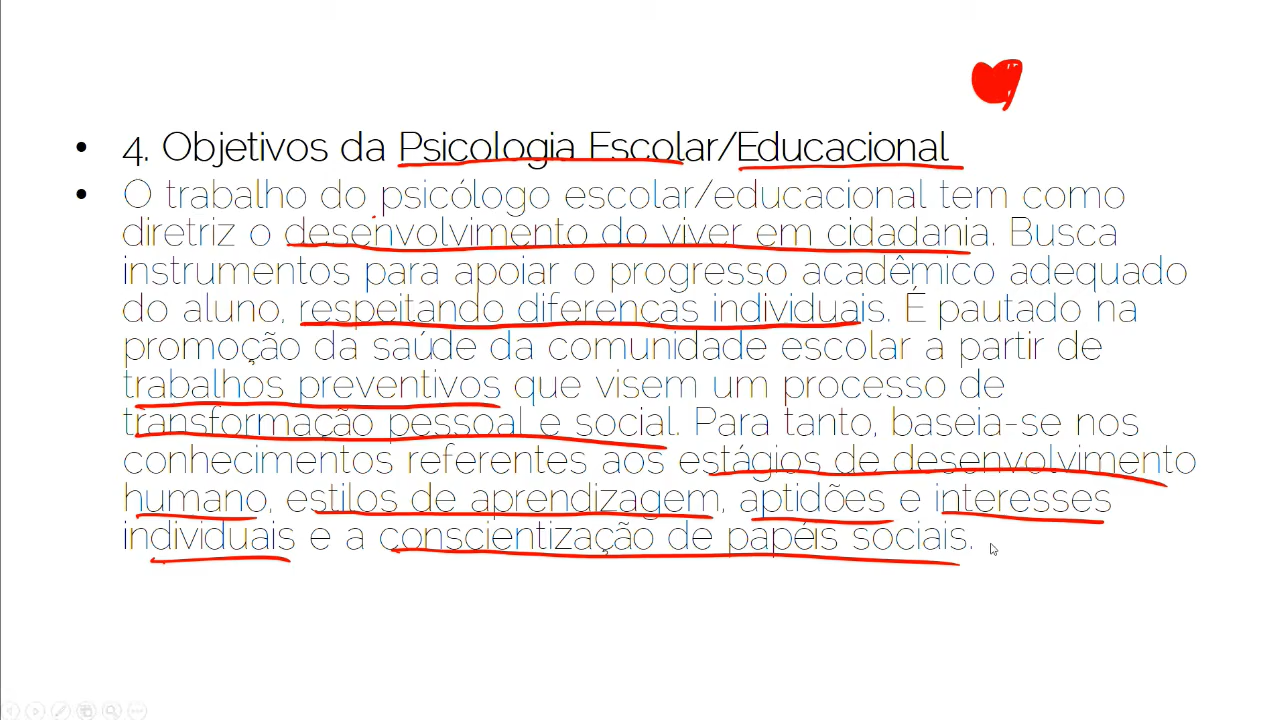 • 4. Objetivos da Psicologia Escolar/Educacional
• O trabalho do psicólogo escolar/educacional tem como
diretriz o desenvolvimento do viver em cidadania. Busca
instrumentos para apoiar o progresso acadêmico adequado
do aluno, respeitando diferenças individuais. É pautado na
promoção da saúde da comunidade escolar a partir de
trabalhos preventivos que visem um processo de
transformação pessoal e social. Para tanto, baseia-se nos
conhecimentos referentes aos estágios de desenvolvimento
humano, estilos de aprendizagem, aptidões e interesses
individuais e a conscientização de papéis sociais.